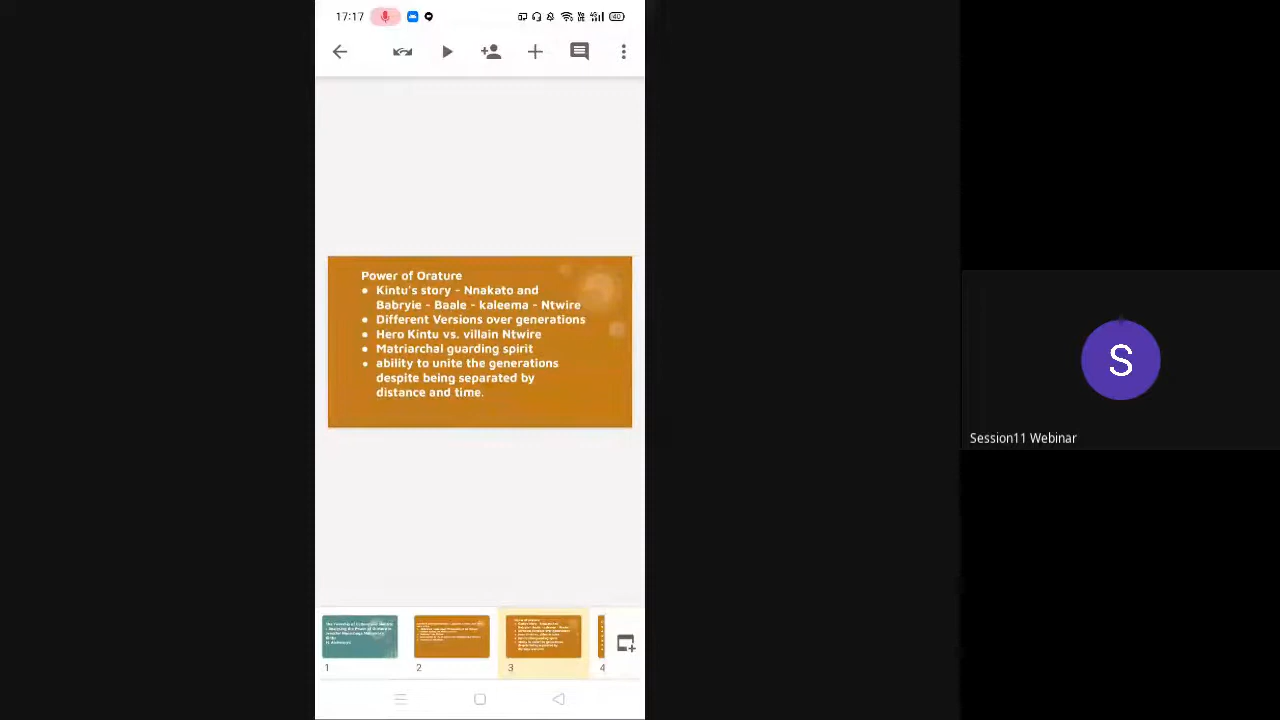 17:17
Power of Orature
• Kintu's story - Nnakato and
Babryie - Baale - kaleema - Ntwire
• Different Versions over generations
• Hero Kintu vs. villain Ntwire
• Matriarchal guarding spirit
• ability to unite the generations
despite being separated by
distance and time.
S
Session11 Webinar
1
2
3
4